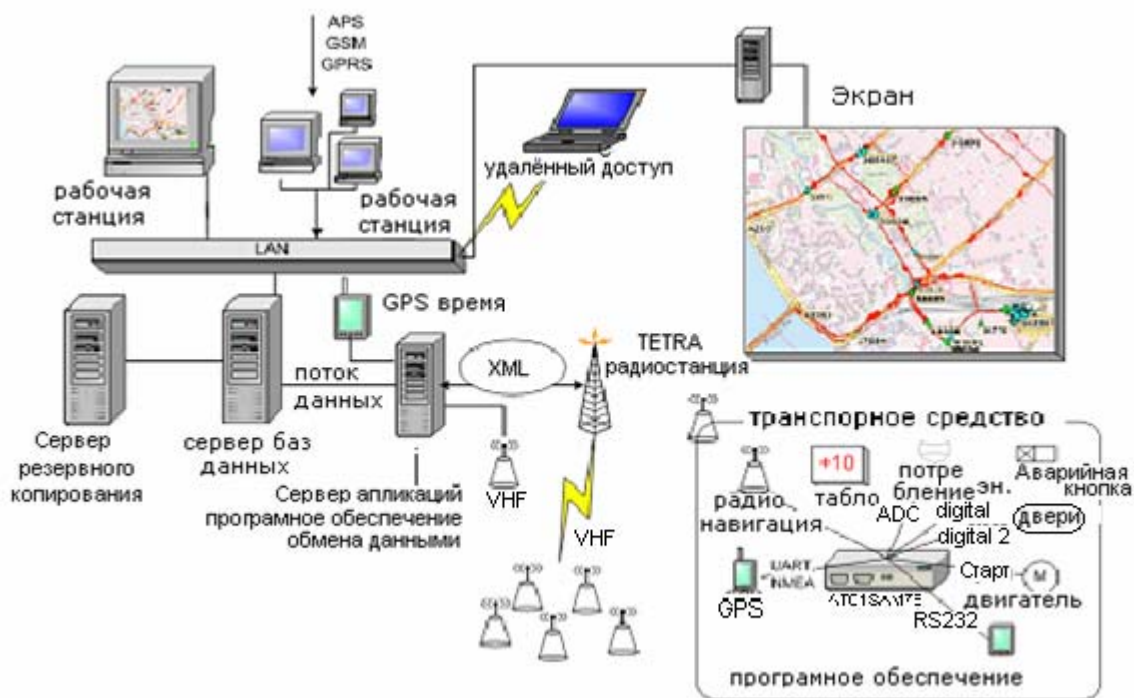 APS
GSM
GPRS
Экран
удалённый доступ
рабочая
станция
рабочая
станция
LAN
GPS время
TETRA
радиостанция
XML
поток
данных
Сервер
резервного
копирования
сервер баз
данных
Сервер апликаций
програмное обеспечение
обмена данными
VHF
VHF
транспорное средство
+10
табло
потре
бление эн.
Аварийная
кнопка
радио
навигация
ADC
digital
digital 2
двери
UART
NMEA
GPS
Старт
M
двигатель
RS232
програмное обеспечение